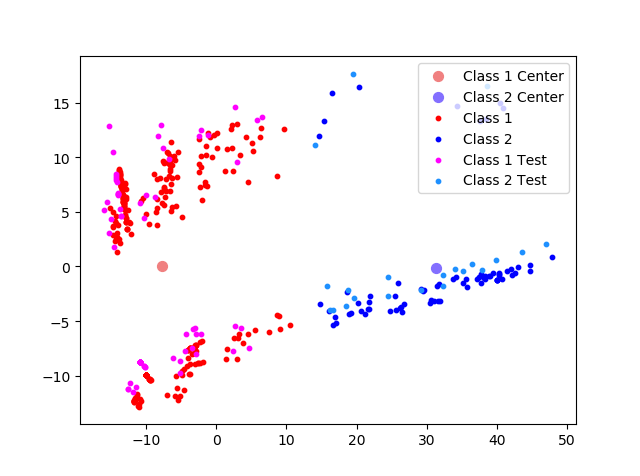 Class 1 Center
Class 2 Center
Class 1
Class 2
Class 1 Test
Class 2 Test
15
10
5
0
−5
−10
−10 0 10 20 30 40 50